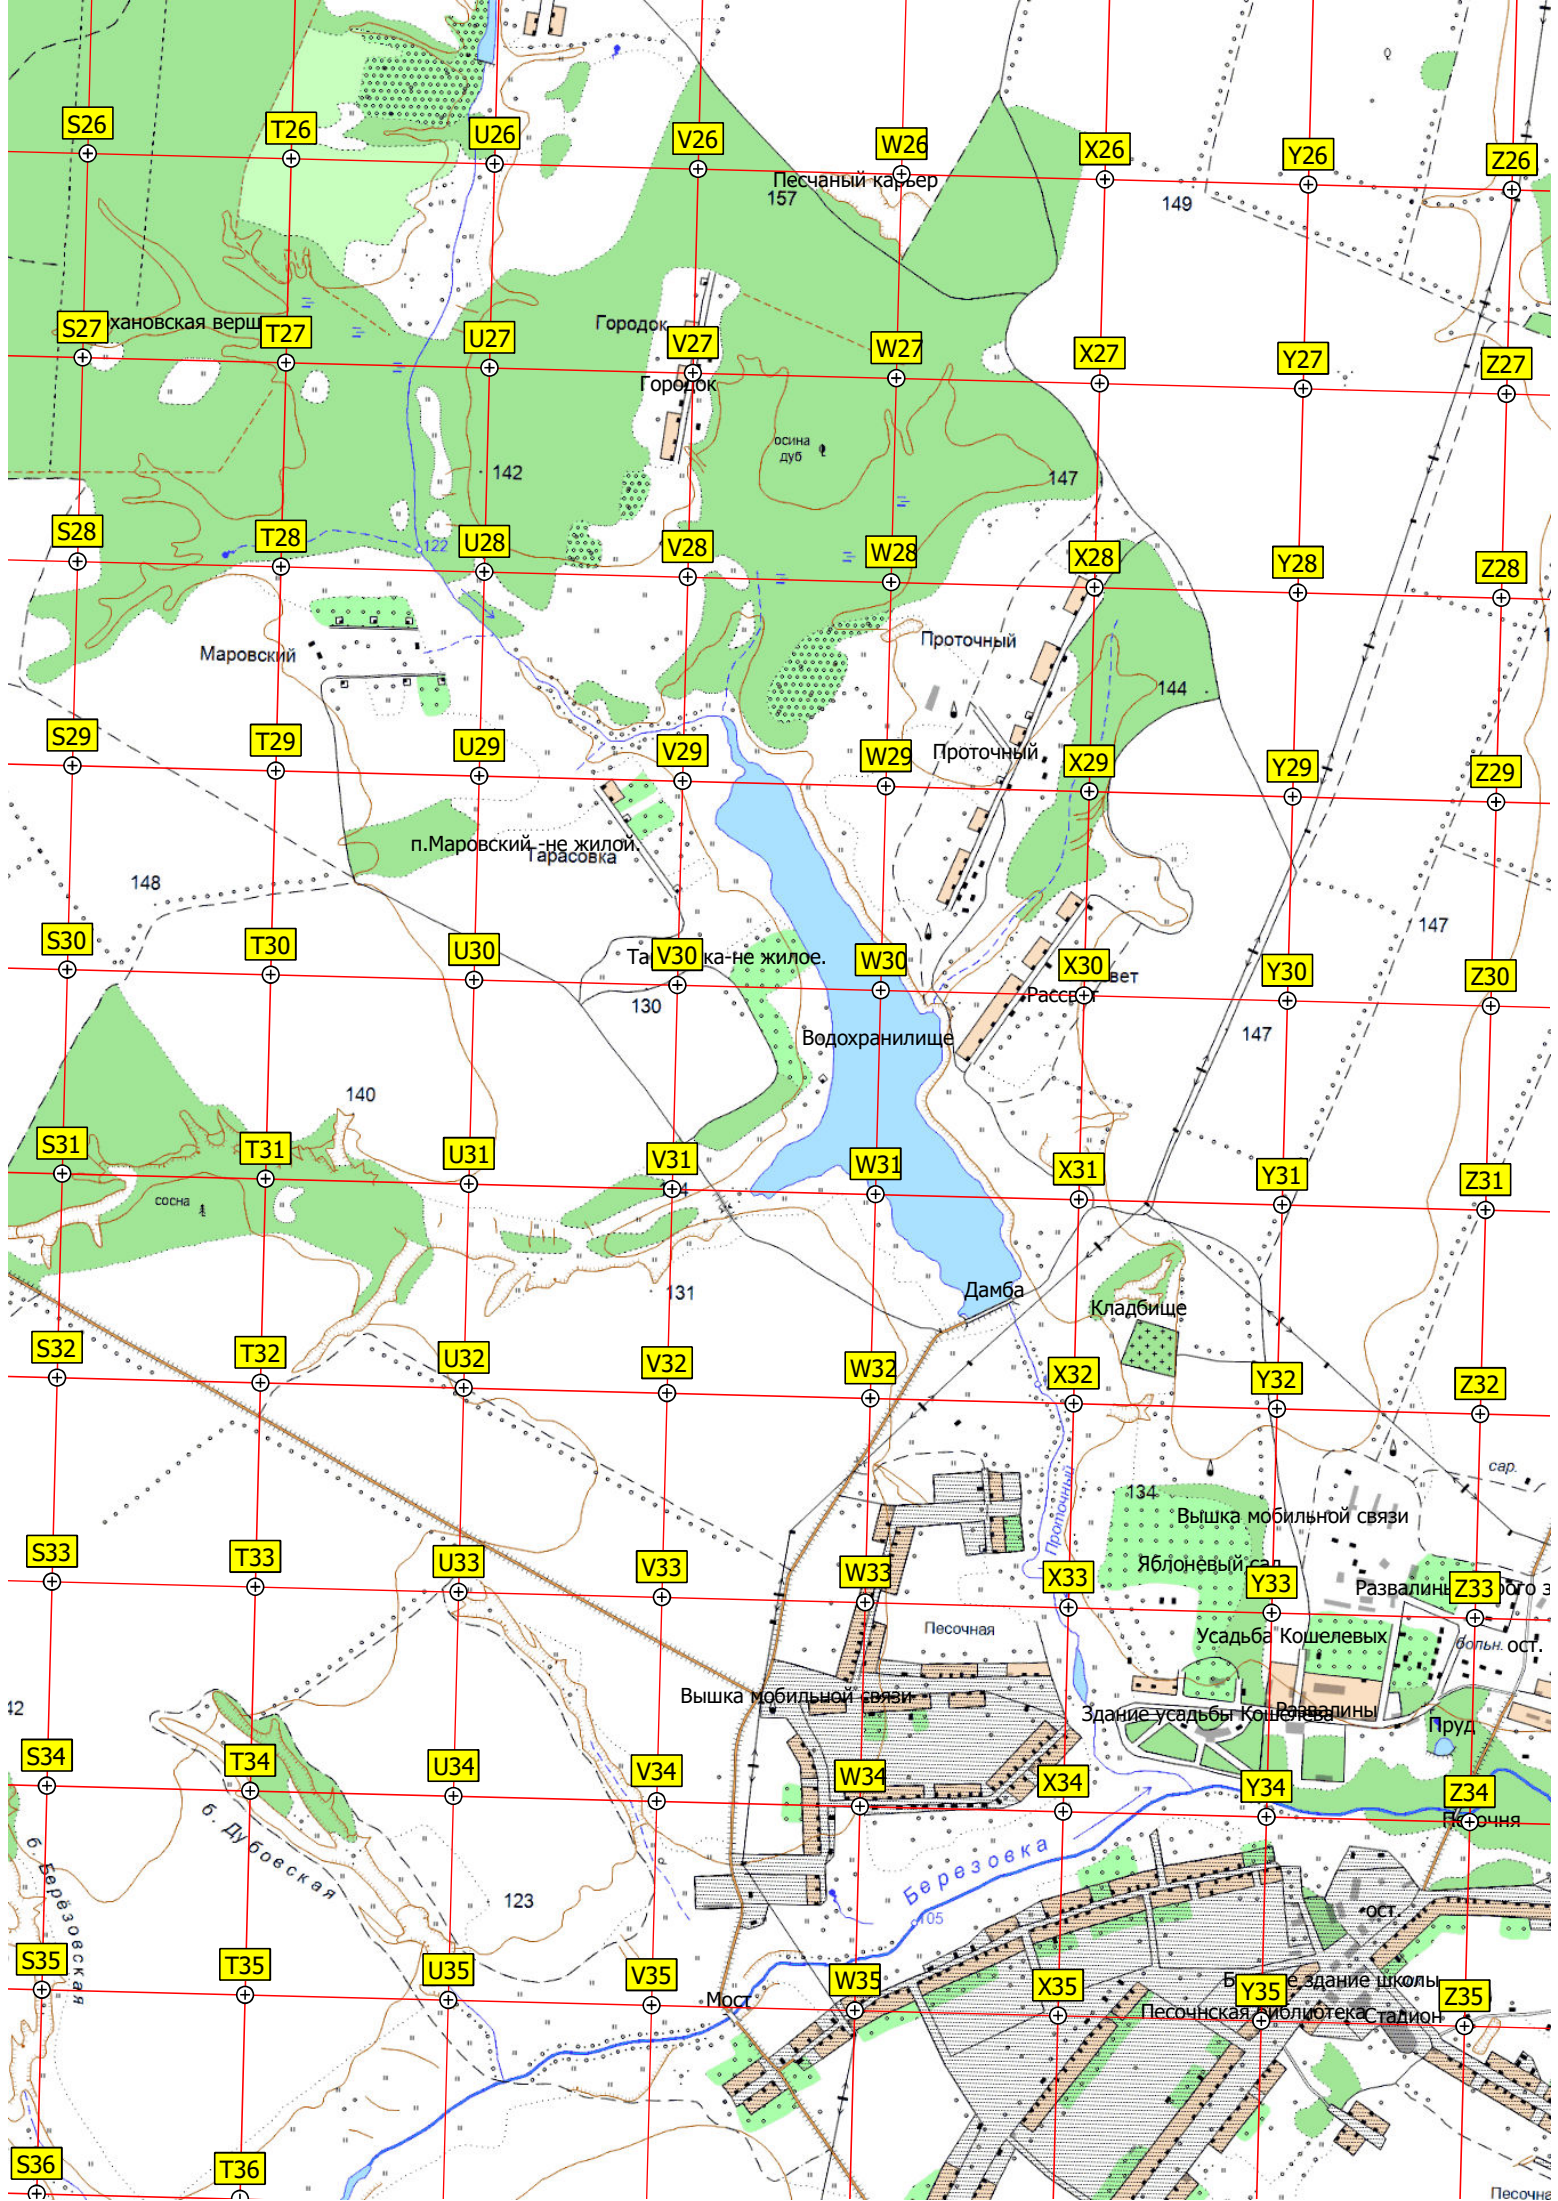 S26
T26
U26
V26
W26
X26
Y26
Z26
Песчаный карьер
157
149
S27
хановская верш
T27
U27
Городок
V27
Городок
W27
X27
Y27
Z27
осина
дуб
142
147
S28
T28
122
U28
V28
W28
X28
Y28
Z28
Маровский
Проточный
144
S29
T29
U29
V29
W29
Проточный
X29
Y29
Z29
п.Маровский -не жилой.
Тарасовка
148
147
S30
T30
U30
V30
ка-не жилое.
W30
X30
Рассвет
Y30
Z30
130
147
Водохранилище
140
S31
T31
U31
V31
W31
X31
Y31
Z31
сосна
131
Дамба
Кладбище
S32
T32
U32
V32
W32
X32
Y32
Z32
сар.
134
Вышка мобильной связи
Проточный
Яблоневый сад
S33
T33
U33
V33
W33
X33
Y33
Z33
Песочная
Усадьба Кошелевых
больн.
ост.
Вышка мобильной связи
Здание усадьбы Кошелева
Развалины
Пруд
42
S34
T34
U34
V34
W34
X34
Y34
Z34
б. Дубовская
б. Берёзовская
Березовка
123
105
ост.
S35
T35
U35
V35
W35
X35
Y35
Z35
е здание школы
Мост
Песочнская библиотека
Стадион
S36
T36
Песочна